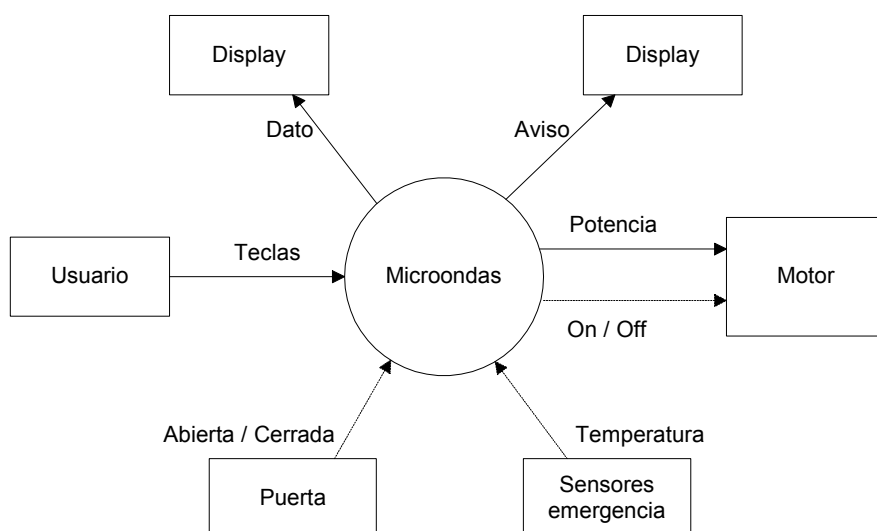 Display
Display
Dato
Aviso
Potencia
Teclas
Usuario
Microondas
Motor
On / Off
Abierta / Cerrada
Temperatura
Puerta
Sensores
emergencia